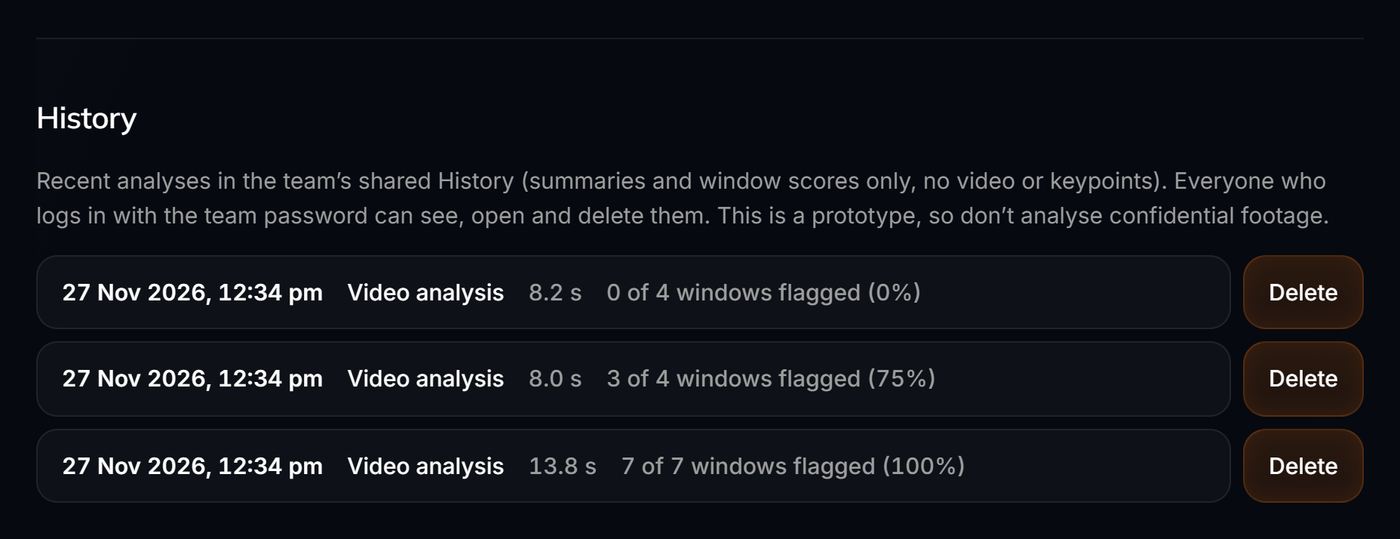 History
Recent analyses in the team’s shared History (summaries and window scores only, no video or keypoints). Everyone who
logs in with the team password can see, open and delete them. This is a prototype, so don’t analyse confidential footage.
27 Nov 2026, 12:34 pm Video analysis 8.2 s 0 of 4 windows flagged (0%) Delete
27 Nov 2026, 12:34 pm Video analysis 8.0 s 3 of 4 windows flagged (75%) Delete
27 Nov 2026, 12:34 pm Video analysis 13.8 s 7 of 7 windows flagged (100%) Delete